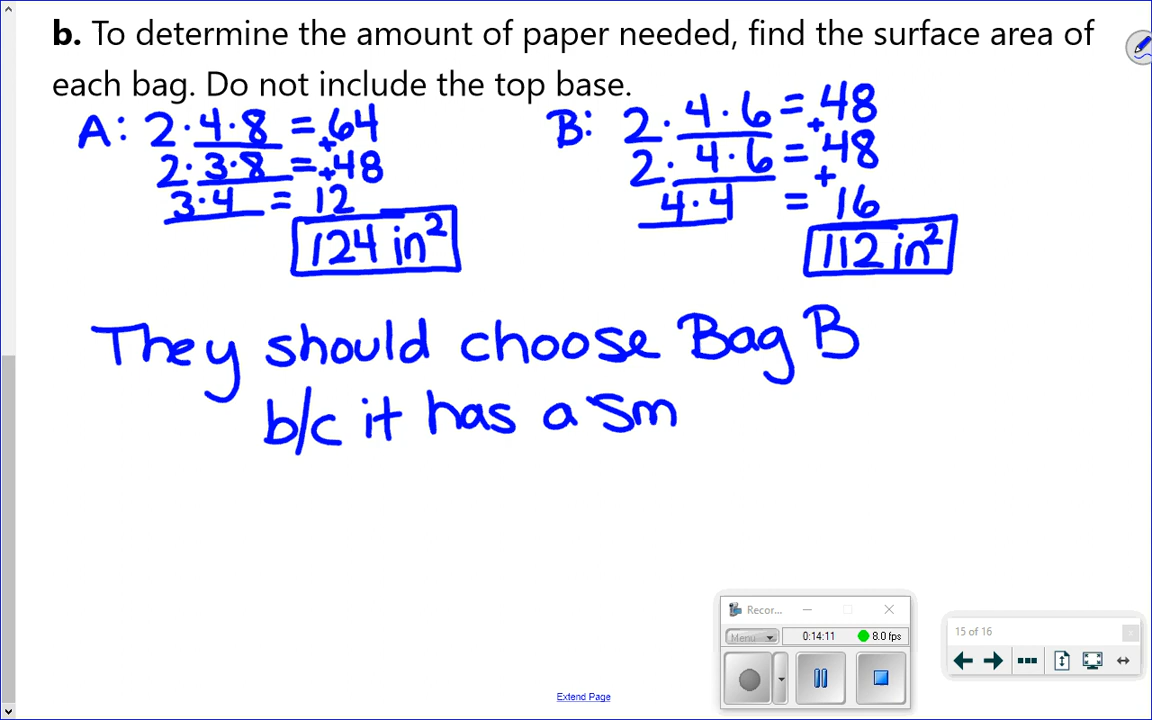 b. To determine the amount of paper needed, find the surface area of
each bag. Do not include the top base.
A: 2·4·8 = 64
+
2·3·8 = 48
+
3·4 = 12
124 in²
B: 2·4·6 = 48
+
2·4·6 = 48
+
4·4 = 16
112 in²
They should choose Bag B
b/c it has a sm
Recor...
Menu
0:14:11
8.0 fps
15 of 16
Extend Page